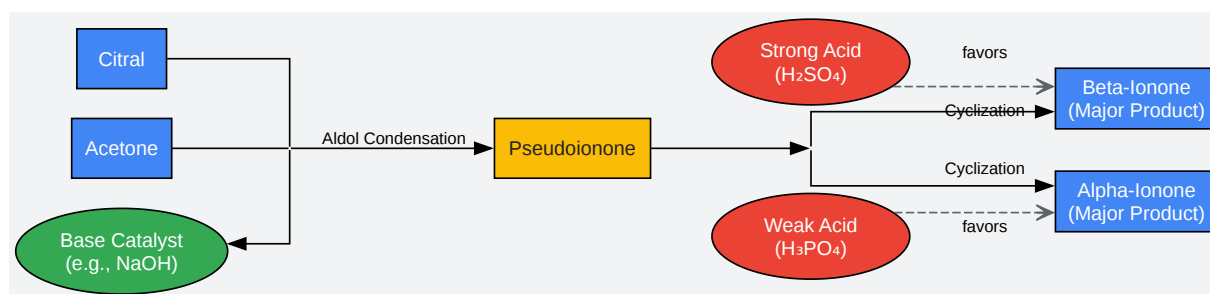 Citral
Acetone
Base Catalyst
(e.g., NaOH)
Aldol Condensation
Pseudoionone
Strong Acid
(H₂SO₄)
favors
Beta-Ionone
(Major Product)
Cyclization
Cyclization
Alpha-Ionone
(Major Product)
Weak Acid
(H₃PO₄)
favors